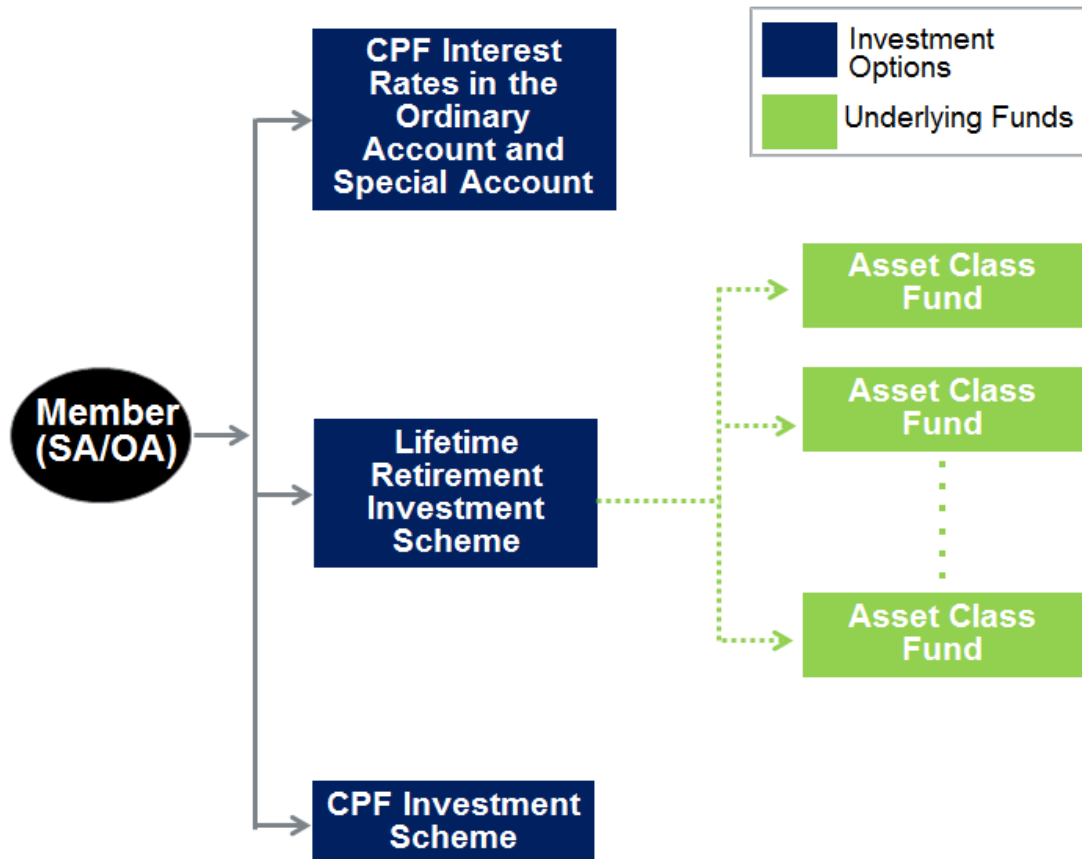 CPF Interest
Rates in the
Ordinary
Account and
Special Account
Investment
Options
Underlying Funds
Asset Class
Fund
Member
(SA/OA)
Asset Class
Fund
Lifetime
Retirement
Investment
Scheme
Asset Class
Fund
CPF Investment
Scheme